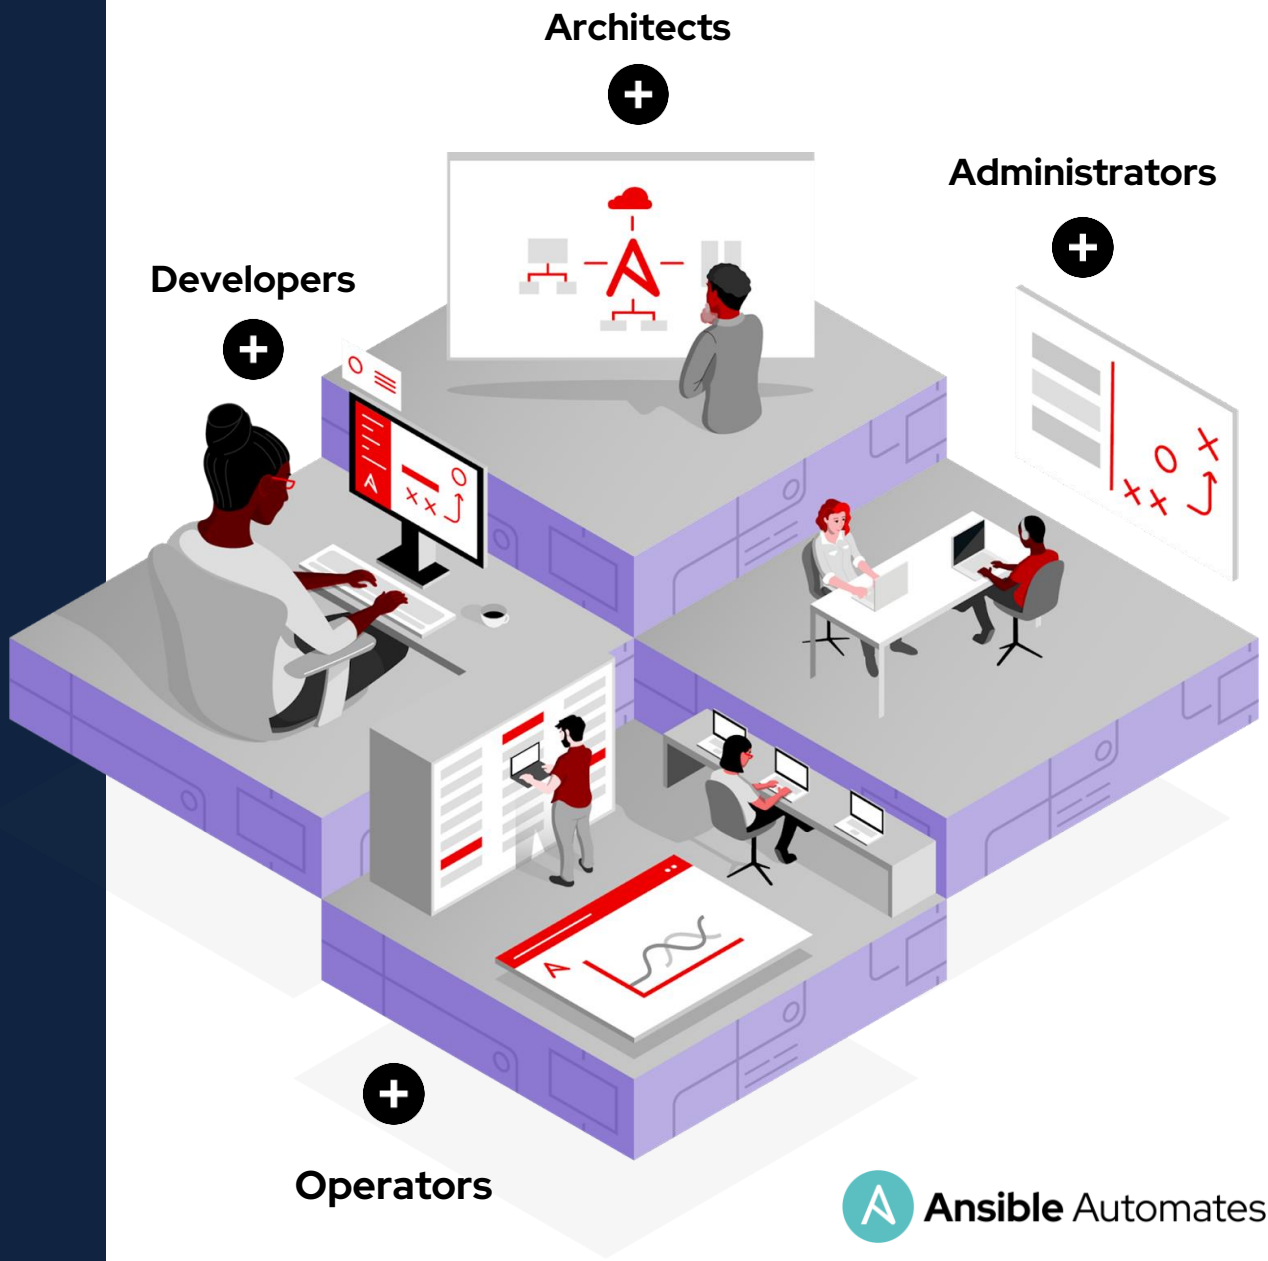 Architects
Administrators
Developers
Operators
Ansible Automates